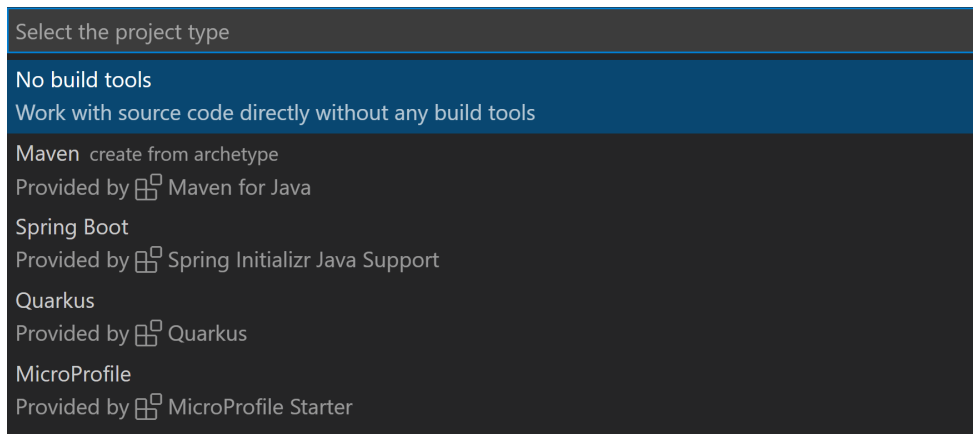 Select the project type
No build tools
Work with source code directly without any build tools
Maven create from archetype
Provided by Maven for Java
Spring Boot
Provided by Spring Initializr Java Support
Quarkus
Provided by Quarkus
MicroProfile
Provided by MicroProfile Starter